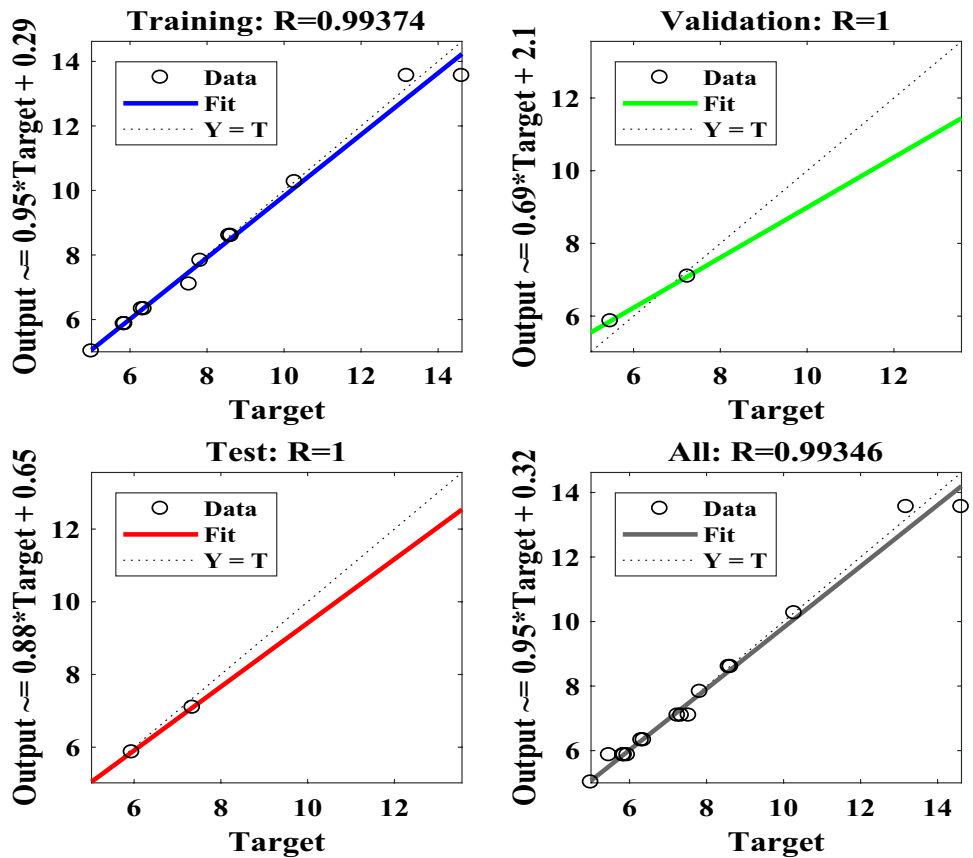 Training: R=0.99374
Output ~= 0.95*Target + 0.29
14
12
10
8
6
Data
Fit
Y = T
6 8 10 12 14
Target
Validation: R=1
Output ~= 0.69*Target + 2.1
12
10
8
6
Data
Fit
Y = T
6 8 10 12
Target
Test: R=1
Output ~= 0.88*Target + 0.65
12
10
8
6
Data
Fit
Y = T
6 8 10 12
Target
All: R=0.99346
Output ~= 0.95*Target + 0.32
14
12
10
8
6
Data
Fit
Y = T
6 8 10 12 14
Target